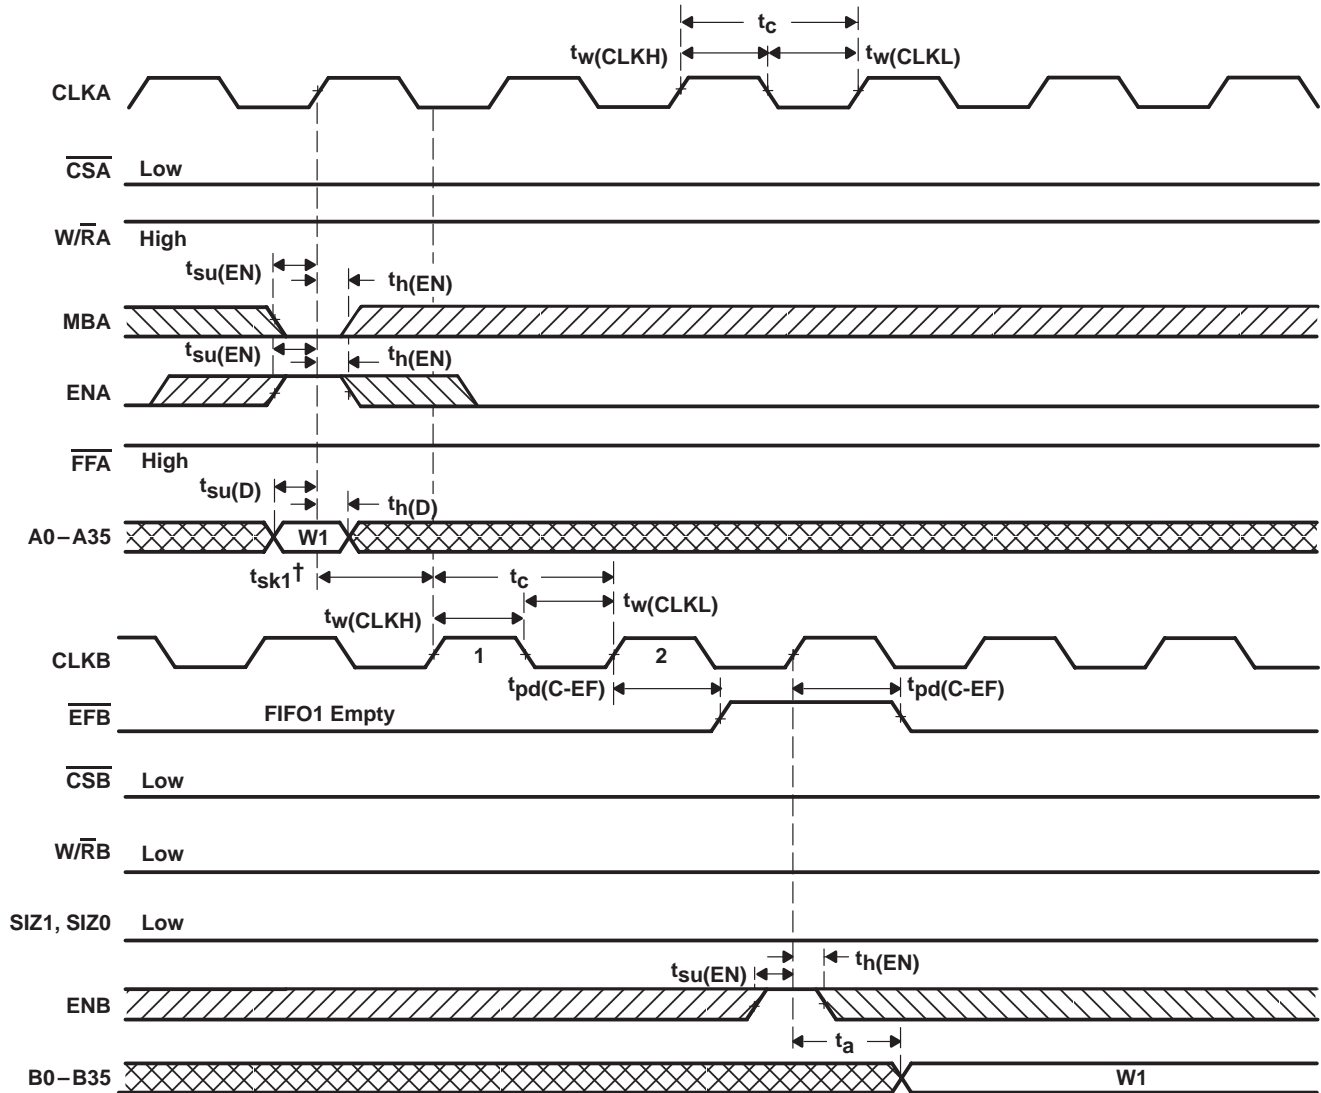 tc
tw(CLKH)
tw(CLKL)
CLKA
CSA
Low
W/RA
High
tsu(EN)
th(EN)
MBA
tsu(EN)
th(EN)
ENA
FFA
High
tsu(D)
th(D)
A0–A35
W1
tsk1†
tc
tw(CLKH)
tw(CLKL)
CLKB
1
2
tpd(C-EF)
tpd(C-EF)
EFB
FIFO1 Empty
CSB
Low
W/RB
Low
SIZ1, SIZ0
Low
tsu(EN)
th(EN)
ENB
ta
B0–B35
W1